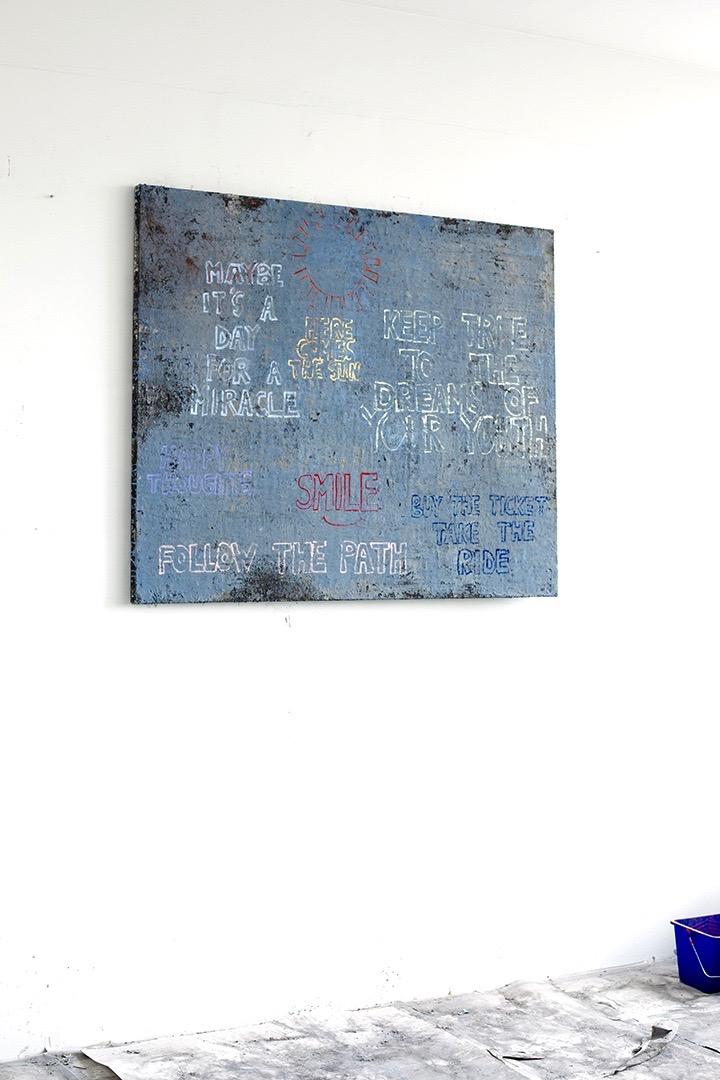 MAYBE
IT'S A
DAY
FOR A
MIRACLE
HERE
COMES
THE SUN
KEEP TRUE
TO THE
DREAMS OF
YOUR YOUTH
HAPPY
THOUGHTS
SMILE
BUY THE TICKET
TAKE THE
RIDE
FOLLOW THE PATH